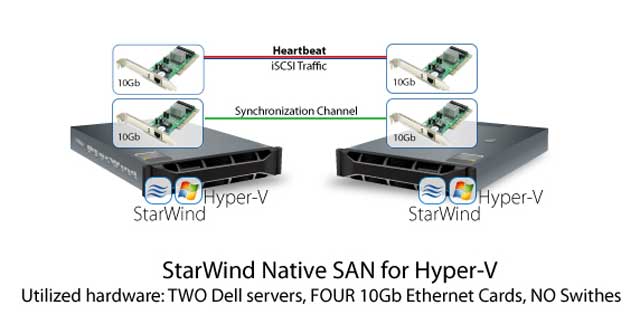 Heartbeat
iSCSI Traffic
10Gb
10Gb
Synchronization Channel
10Gb
10Gb
Hyper-V
StarWind
Hyper-V
StarWind
StarWind Native SAN for Hyper-V
Utilized hardware: TWO Dell servers, FOUR 10Gb Ethernet Cards, NO Swithes